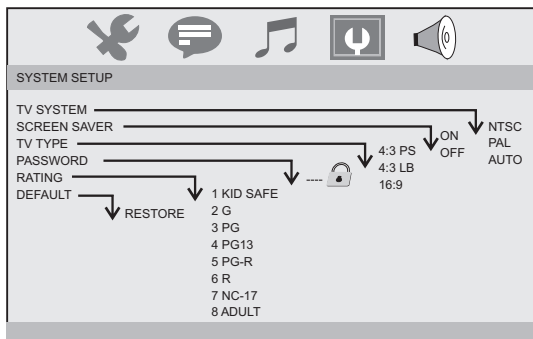 SYSTEM SETUP
TV SYSTEM
SCREEN SAVER
TV TYPE
PASSWORD
RATING
DEFAULT
RESTORE
1 KID SAFE
2 G
3 PG
4 PG13
5 PG-R
6 R
7 NC-17
8 ADULT
----
4:3 PS
4:3 LB
16:9
ON
OFF
NTSC
PAL
AUTO